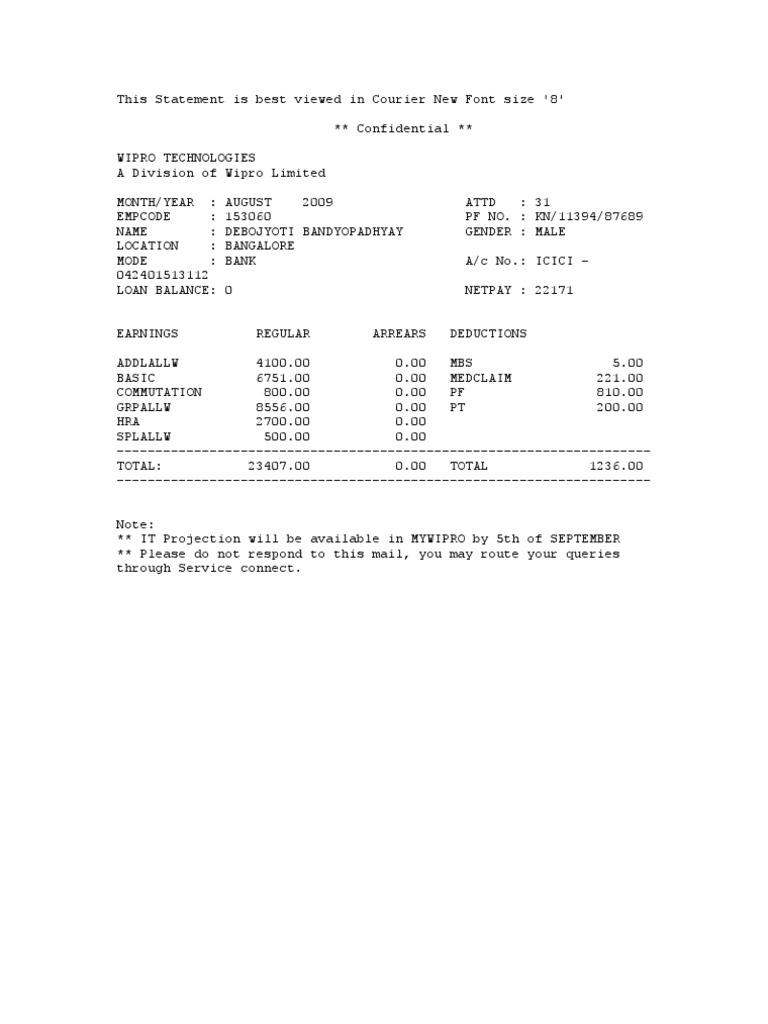 This Statement is best viewed in Courier New Font size '8'
** Confidential **
WIPRO TECHNOLOGIES
A Division of Wipro Limited
MONTH/YEAR : AUGUST 2009 ATTD : 31
EMPCODE : 153060 PF NO. : KN/11394/87689
NAME : DEBOJYOTI BANDYOPADHYAY GENDER : MALE
LOCATION : BANGALORE
MODE : BANK A/c No.: ICICI -
042401513112
LOAN BALANCE: 0 NETPAY : 22171
EARNINGS REGULAR ARREARS DEDUCTIONS
ADDLALLW 4100.00 0.00 MBS 5.00
BASIC 6751.00 0.00 MEDCLAIM 221.00
COMMUTATION 800.00 0.00 PF 810.00
GRPALLW 8556.00 0.00 PT 200.00
HRA 2700.00 0.00
SPLALLW 500.00 0.00
---------------------------------------------------------------------
TOTAL: 23407.00 0.00 TOTAL 1236.00
---------------------------------------------------------------------
Note:
** IT Projection will be available in MYWIPRO by 5th of SEPTEMBER
** Please do not respond to this mail, you may route your queries
through Service connect.